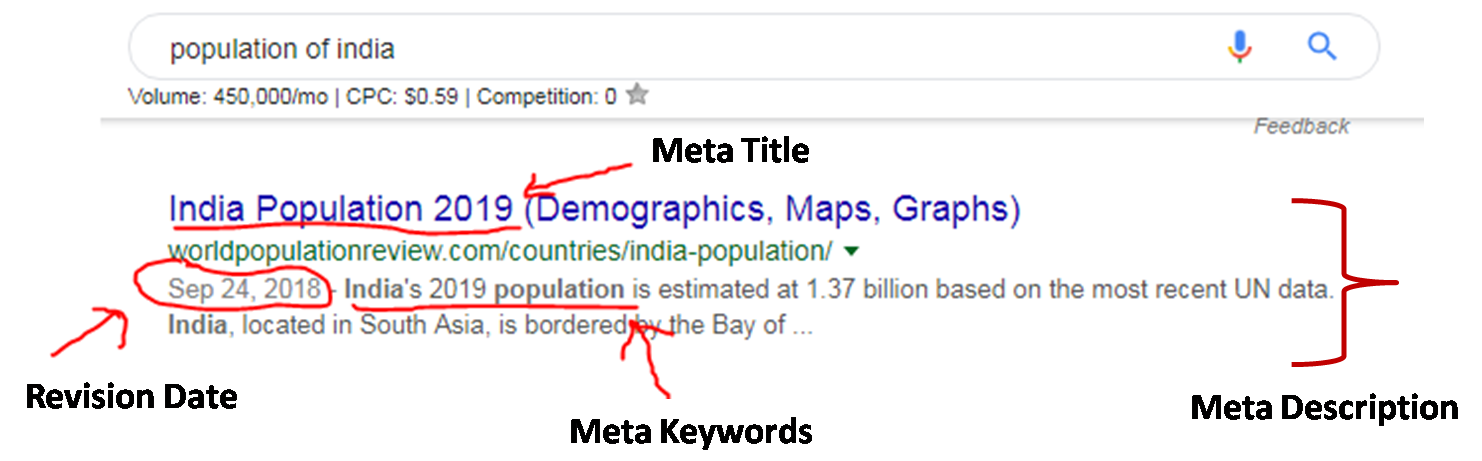 population of india
Volume: 450,000/mo | CPC: $0.59 | Competition: 0
Feedback
Meta Title
India Population 2019 (Demographics, Maps, Graphs)
worldpopulationreview.com/countries/india-population/
Sep 24, 2018 - India's 2019 population is estimated at 1.37 billion based on the most recent UN data.
India, located in South Asia, is bordered by the Bay of ...
Revision Date
Meta Keywords
Meta Description